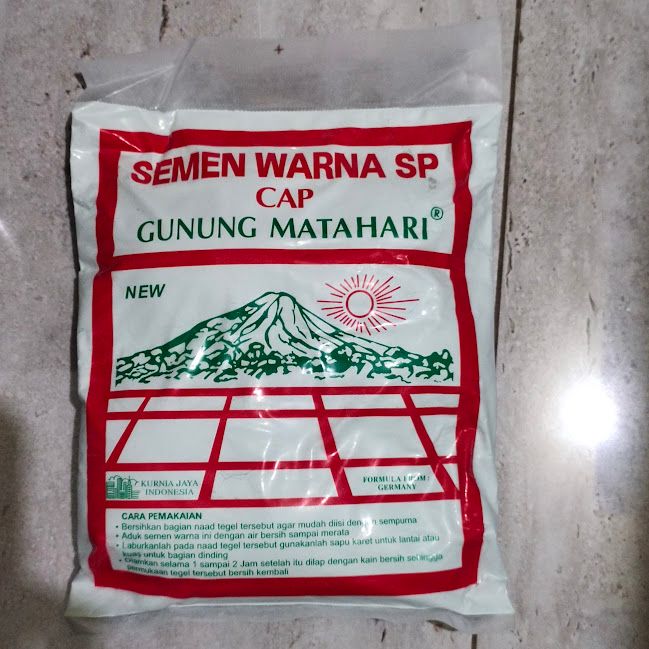 SEMEN WARNA SP
CAP
GUNUNG MATAHARI®
NEW
KURNIA JAYA
INDONESIA
FORMULA FROM :
GERMANY
CARA PEMAKAIAN
• Bersihkan bagian naad tegel tersebut agar mudah diisi dengan sempurna
• Aduk semen warna ini dengan air bersih sampai merata
• Laburkanlah pada naad tegel tersebut gunakanlah sapu karet untuk lantai atau
kuas untuk bagian dinding
• Diamkan selama 1 sampai 2 Jam setelah itu dilap dengan kain bersih sehingga
permukaan tegel tersebut bersih kembali